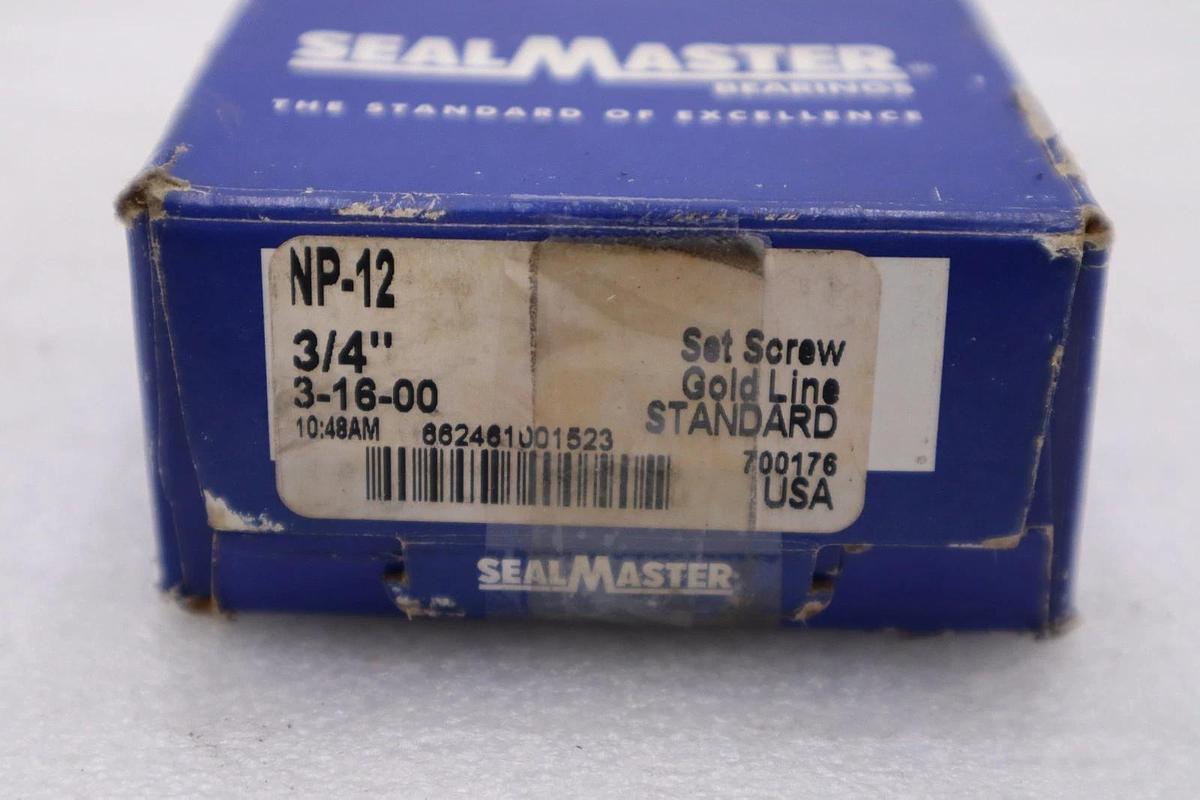 SEALMASTER®
BEARINGS
THE STANDARD OF EXCELLENCE
NP-12
3/4"
3-16-00
10:48AM
662461001523
Set Screw
Gold Line
STANDARD
700176
USA
SEALMASTER